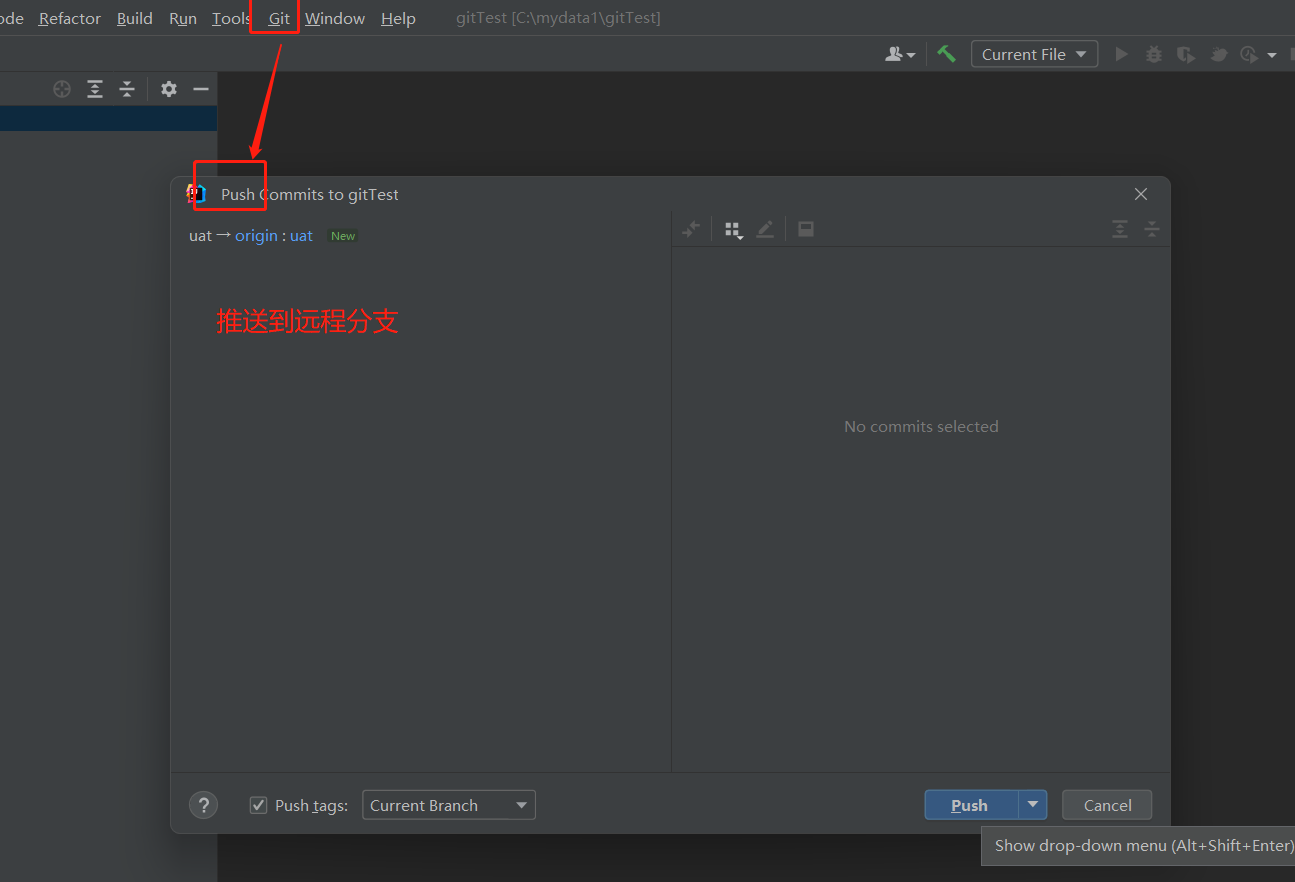 ode Refactor Build Run Tools Git Window Help gitTest [C:\mydata1\gitTest]
Current File
Push Commits to gitTest
uat → origin : uat New
推送到远程分支
No commits selected
? Push tags: Current Branch Push Cancel
Show drop-down menu (Alt+Shift+Enter)